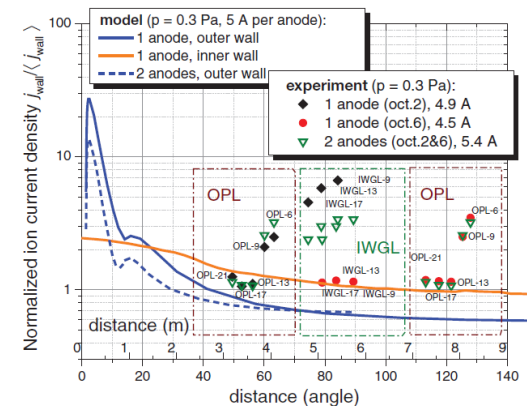 Normalized ion current density j_wall/⟨ j_wall ⟩
100
10
1
model (p = 0.3 Pa, 5 A per anode):
1 anode, outer wall
1 anode, inner wall
2 anodes, outer wall
experiment (p = 0.3 Pa):
1 anode (oct.2), 4.9 A
1 anode (oct.6), 4.5 A
2 anodes (oct.2&6), 5.4 A
OPL
OPL-6
OPL-9
OPL-21
OPL-13
OPL-17
IWGL-9
IWGL-13
IWGL-17
IWGL
IWGL-13
IWGL-17
IWGL-9
OPL
OPL-6
OPL-9
OPL-21
OPL-13
OPL-17
distance (m)
0 1 2 3 4 5 6 7 8 9
0 20 40 60 80 100 120 140
distance (angle)